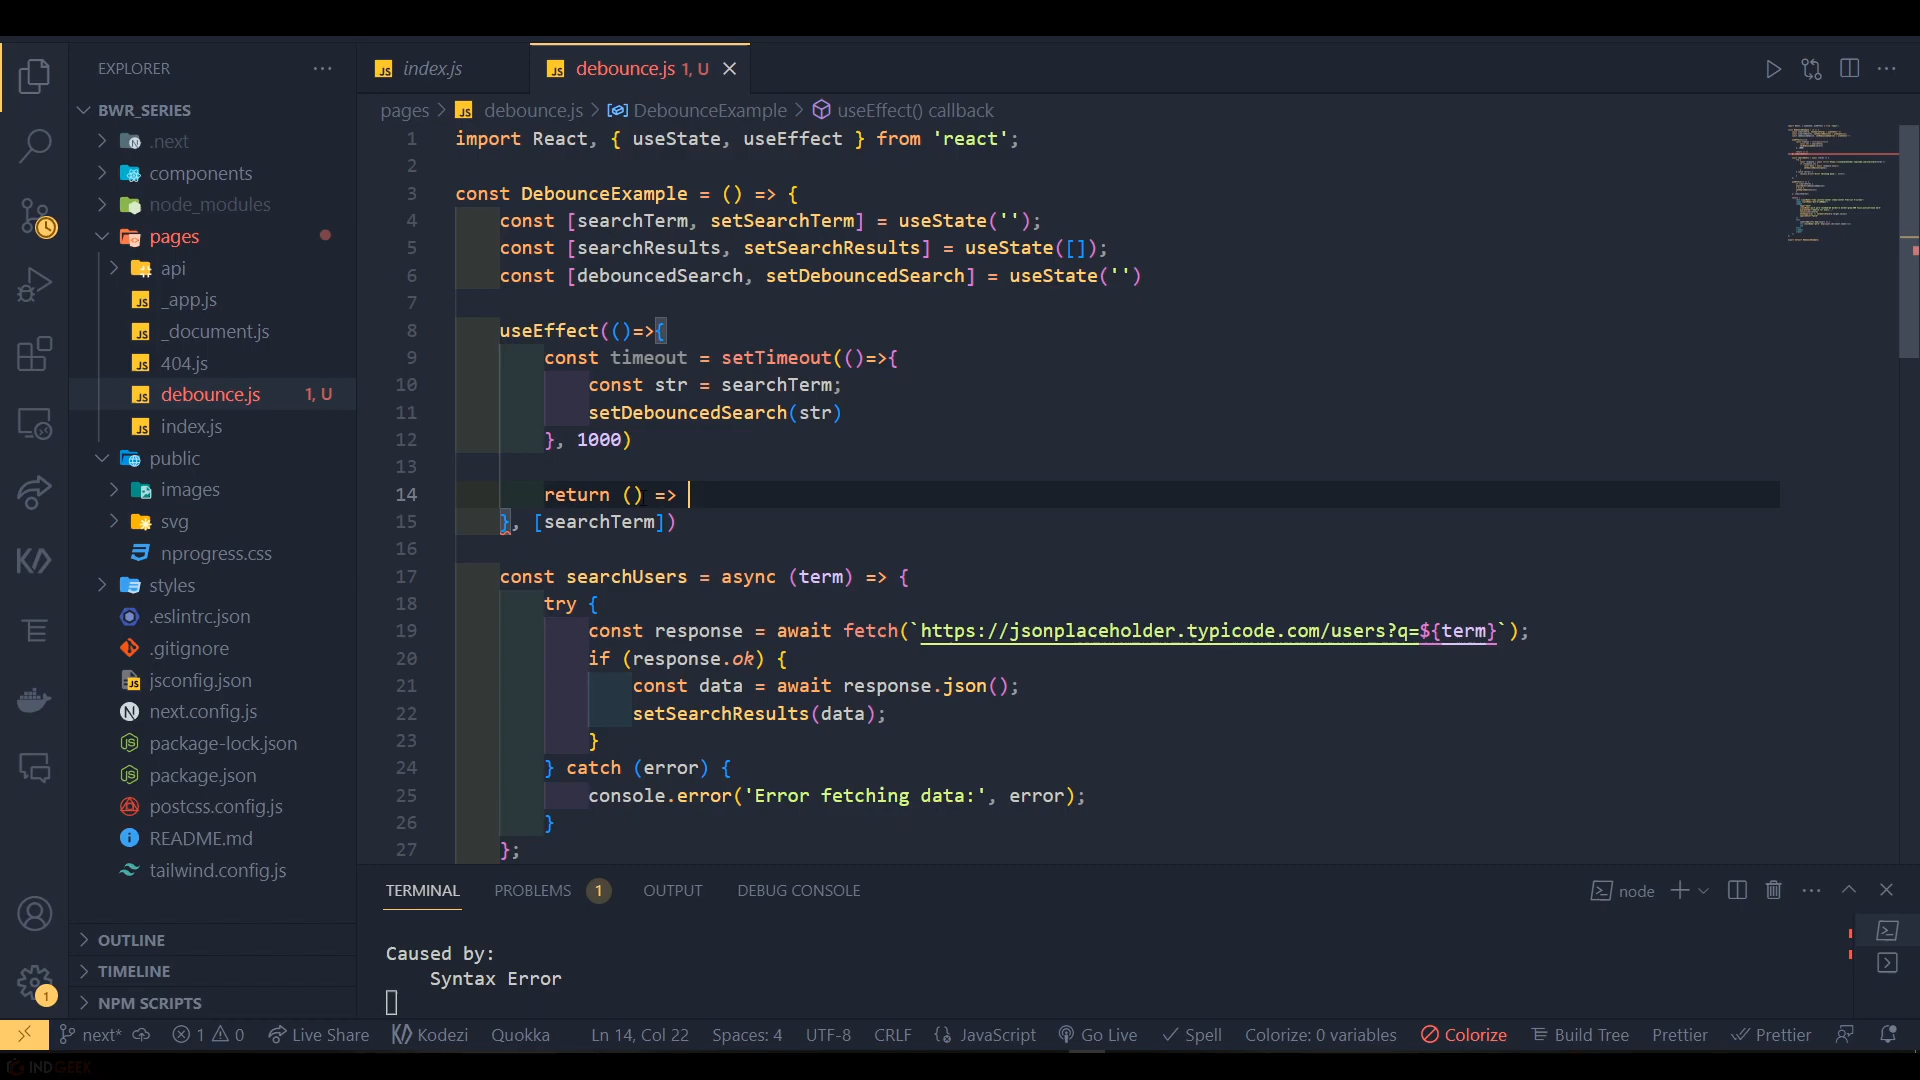 EXPLORER
BWR_SERIES
.next
components
node_modules
pages
api
_app.js
_document.js
404.js
debounce.js 1, U
index.js
public
images
svg
nprogress.css
styles
.eslintrc.json
.gitignore
jsconfig.json
next.config.js
package-lock.json
package.json
postcss.config.js
README.md
tailwind.config.js
OUTLINE
TIMELINE
NPM SCRIPTS
index.js
debounce.js 1, U
pages > debounce.js > DebounceExample > useEffect() callback
1 import React, { useState, useEffect } from 'react';
2
3 const DebounceExample = () => {
4 const [searchTerm, setSearchTerm] = useState('');
5 const [searchResults, setSearchResults] = useState([]);
6 const [debouncedSearch, setDebouncedSearch] = useState('')
7
8 useEffect(()=>{
9 const timeout = setTimeout(()=>{
10 const str = searchTerm;
11 setDebouncedSearch(str)
12 }, 1000)
13
14 return () =>
15 }, [searchTerm])
16
17 const searchUsers = async (term) => {
18 try {
19 const response = await fetch(`https://jsonplaceholder.typicode.com/users?q=${term}`);
20 if (response.ok) {
21 const data = await response.json();
22 setSearchResults(data);
23 }
24 } catch (error) {
25 console.error('Error fetching data:', error);
26 }
27 };
TERMINAL PROBLEMS 1 OUTPUT DEBUG CONSOLE
node
Caused by:
Syntax Error
1
next* 1 0 Live Share Kodezi Quokka Ln 14, Col 22 Spaces: 4 UTF-8 CRLF {} JavaScript Go Live Spell Colorize: 0 variables Colorize Build Tree Prettier Prettier
INDGEEK